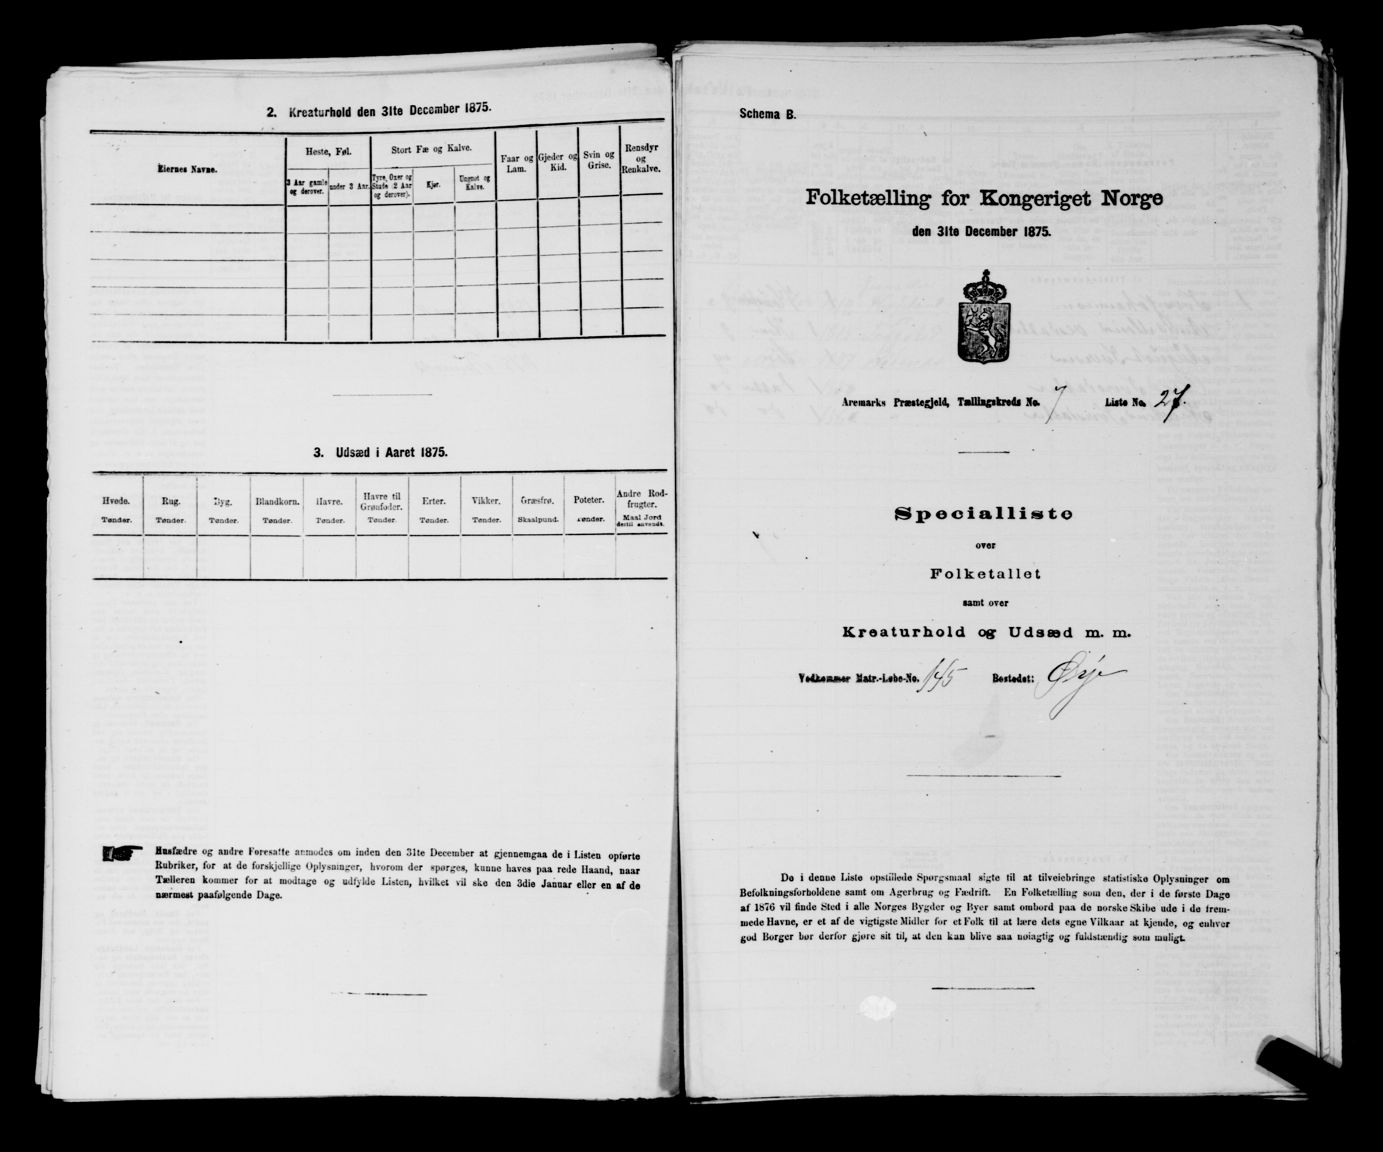 2. Kreaturhold den 31te December 1875.
Eiernes Navne.
Heste, Føl.
Stort Fæ og Kalve.
Faar og Lam.
Gjeder og Kid.
Svin og Grise.
Rensdyr og Renkalve.
3 Aar gamle og derover.
under 3 Aar.
Tyre, Oxer og Stude (2 Aar og derover).
Kjør.
Ungnøt og Kalve.
3. Udsæd i Aaret 1875.
Hvede. Rug. Byg. Blandkorn. Havre. Havre til Grønfoder. Erter. Vikker. Græsfrø. Poteter. Andre Rodfrugter.
Tønder. Tønder. Tønder. Tønder. Tønder. Tønder. Tønder. Tønder. Skaalpund. Tønder. Maal Jord dertil anvendt.
Husfædre og andre Foresatte anmodes om inden den 31te December at gjennemgaa de i Listen opførte
Rubriker, for at de forskjellige Oplysninger, hvorom der spørges, kunne haves paa rede Haand, naar
Tælleren kommer for at modtage og udfylde Listen, hvilket vil ske den 3die Januar eller en af de
nærmest paafølgende Dage.
Schema B.
Folketælling for Kongeriget Norge
den 31te December 1875.
Aremarks Præstegjeld, Tællingskreds No. 7 Liste No. 27.
Specialliste
over
Folketallet
samt over
Kreaturhold og Udsæd m. m.
Vedkommer Matr.-Løbe-No. 145 Bostedet: Ørje
De i denne Liste opstillede Spørgsmaal sigte til at tilveiebringe statistiske Oplysninger om
Befolkningsforholdene samt om Agerbrug og Fædrift. En Folketælling som den, der i de første Dage
af 1876 vil finde Sted i alle Norges Bygder og Byer samt ombord paa de norske Skibe ude i de frem-
mede Havne, er et af de vigtigste Midler for et Folk til at lære dets egne Vilkaar at kjende, og enhver
god Borger bør derfor gjøre sit til, at den kan blive saa nøiagtig og fuldstændig som muligt.